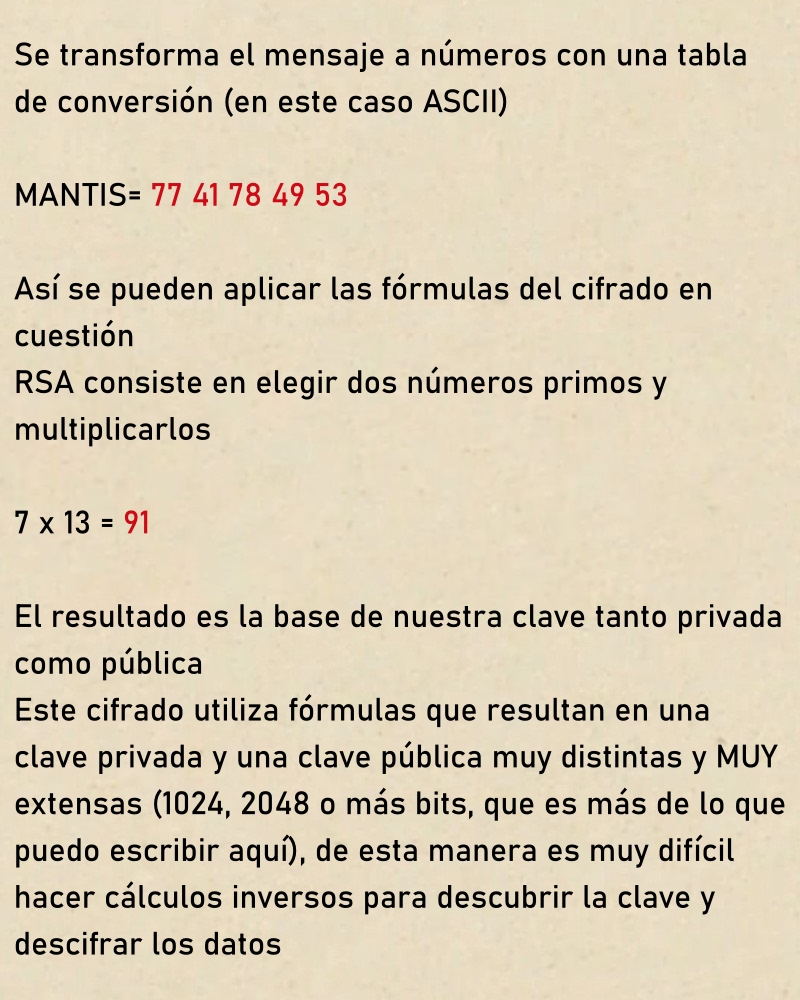 Se transforma el mensaje a números con una tabla
de conversión (en este caso ASCII)
MANTIS= 77 41 78 49 53
Así se pueden aplicar las fórmulas del cifrado en
cuestión
RSA consiste en elegir dos números primos y
multiplicarlos
7 x 13 = 91
El resultado es la base de nuestra clave tanto privada
como pública
Este cifrado utiliza fórmulas que resultan en una
clave privada y una clave pública muy distintas y MUY
extensas (1024, 2048 o más bits, que es más de lo que
puedo escribir aquí), de esta manera es muy difícil
hacer cálculos inversos para descubrir la clave y
descifrar los datos